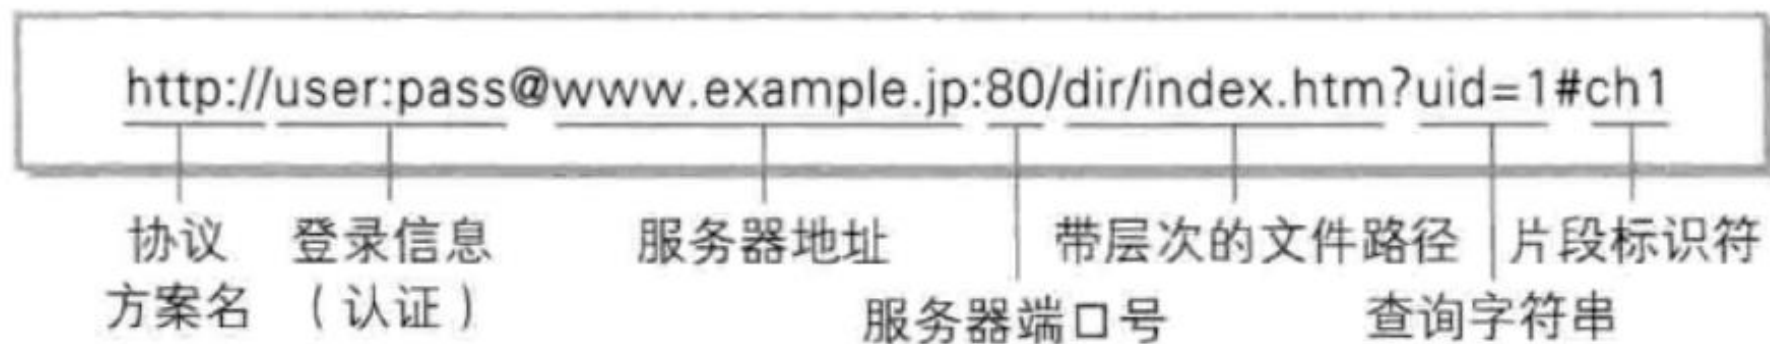 http://user:pass@www.example.jp:80/dir/index.htm?uid=1#ch1
协议
方案名
登录信息
（认证）
服务器地址
服务器端口号
带层次的文件路径
查询字符串
片段标识符